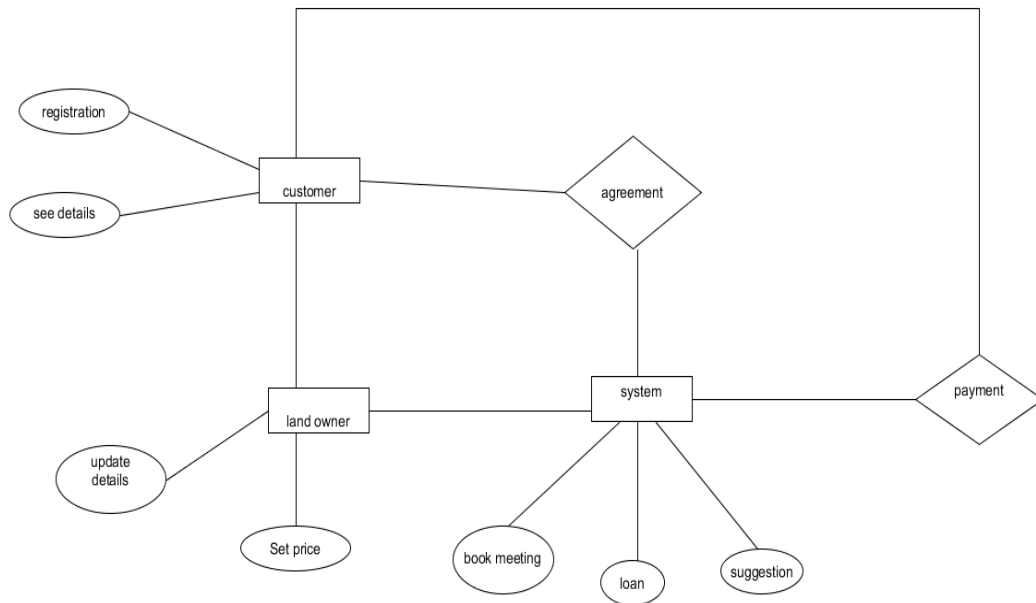 registration
customer
agreement
see details
system
payment
land owner
update
details
Set price
book meeting
loan
suggestion